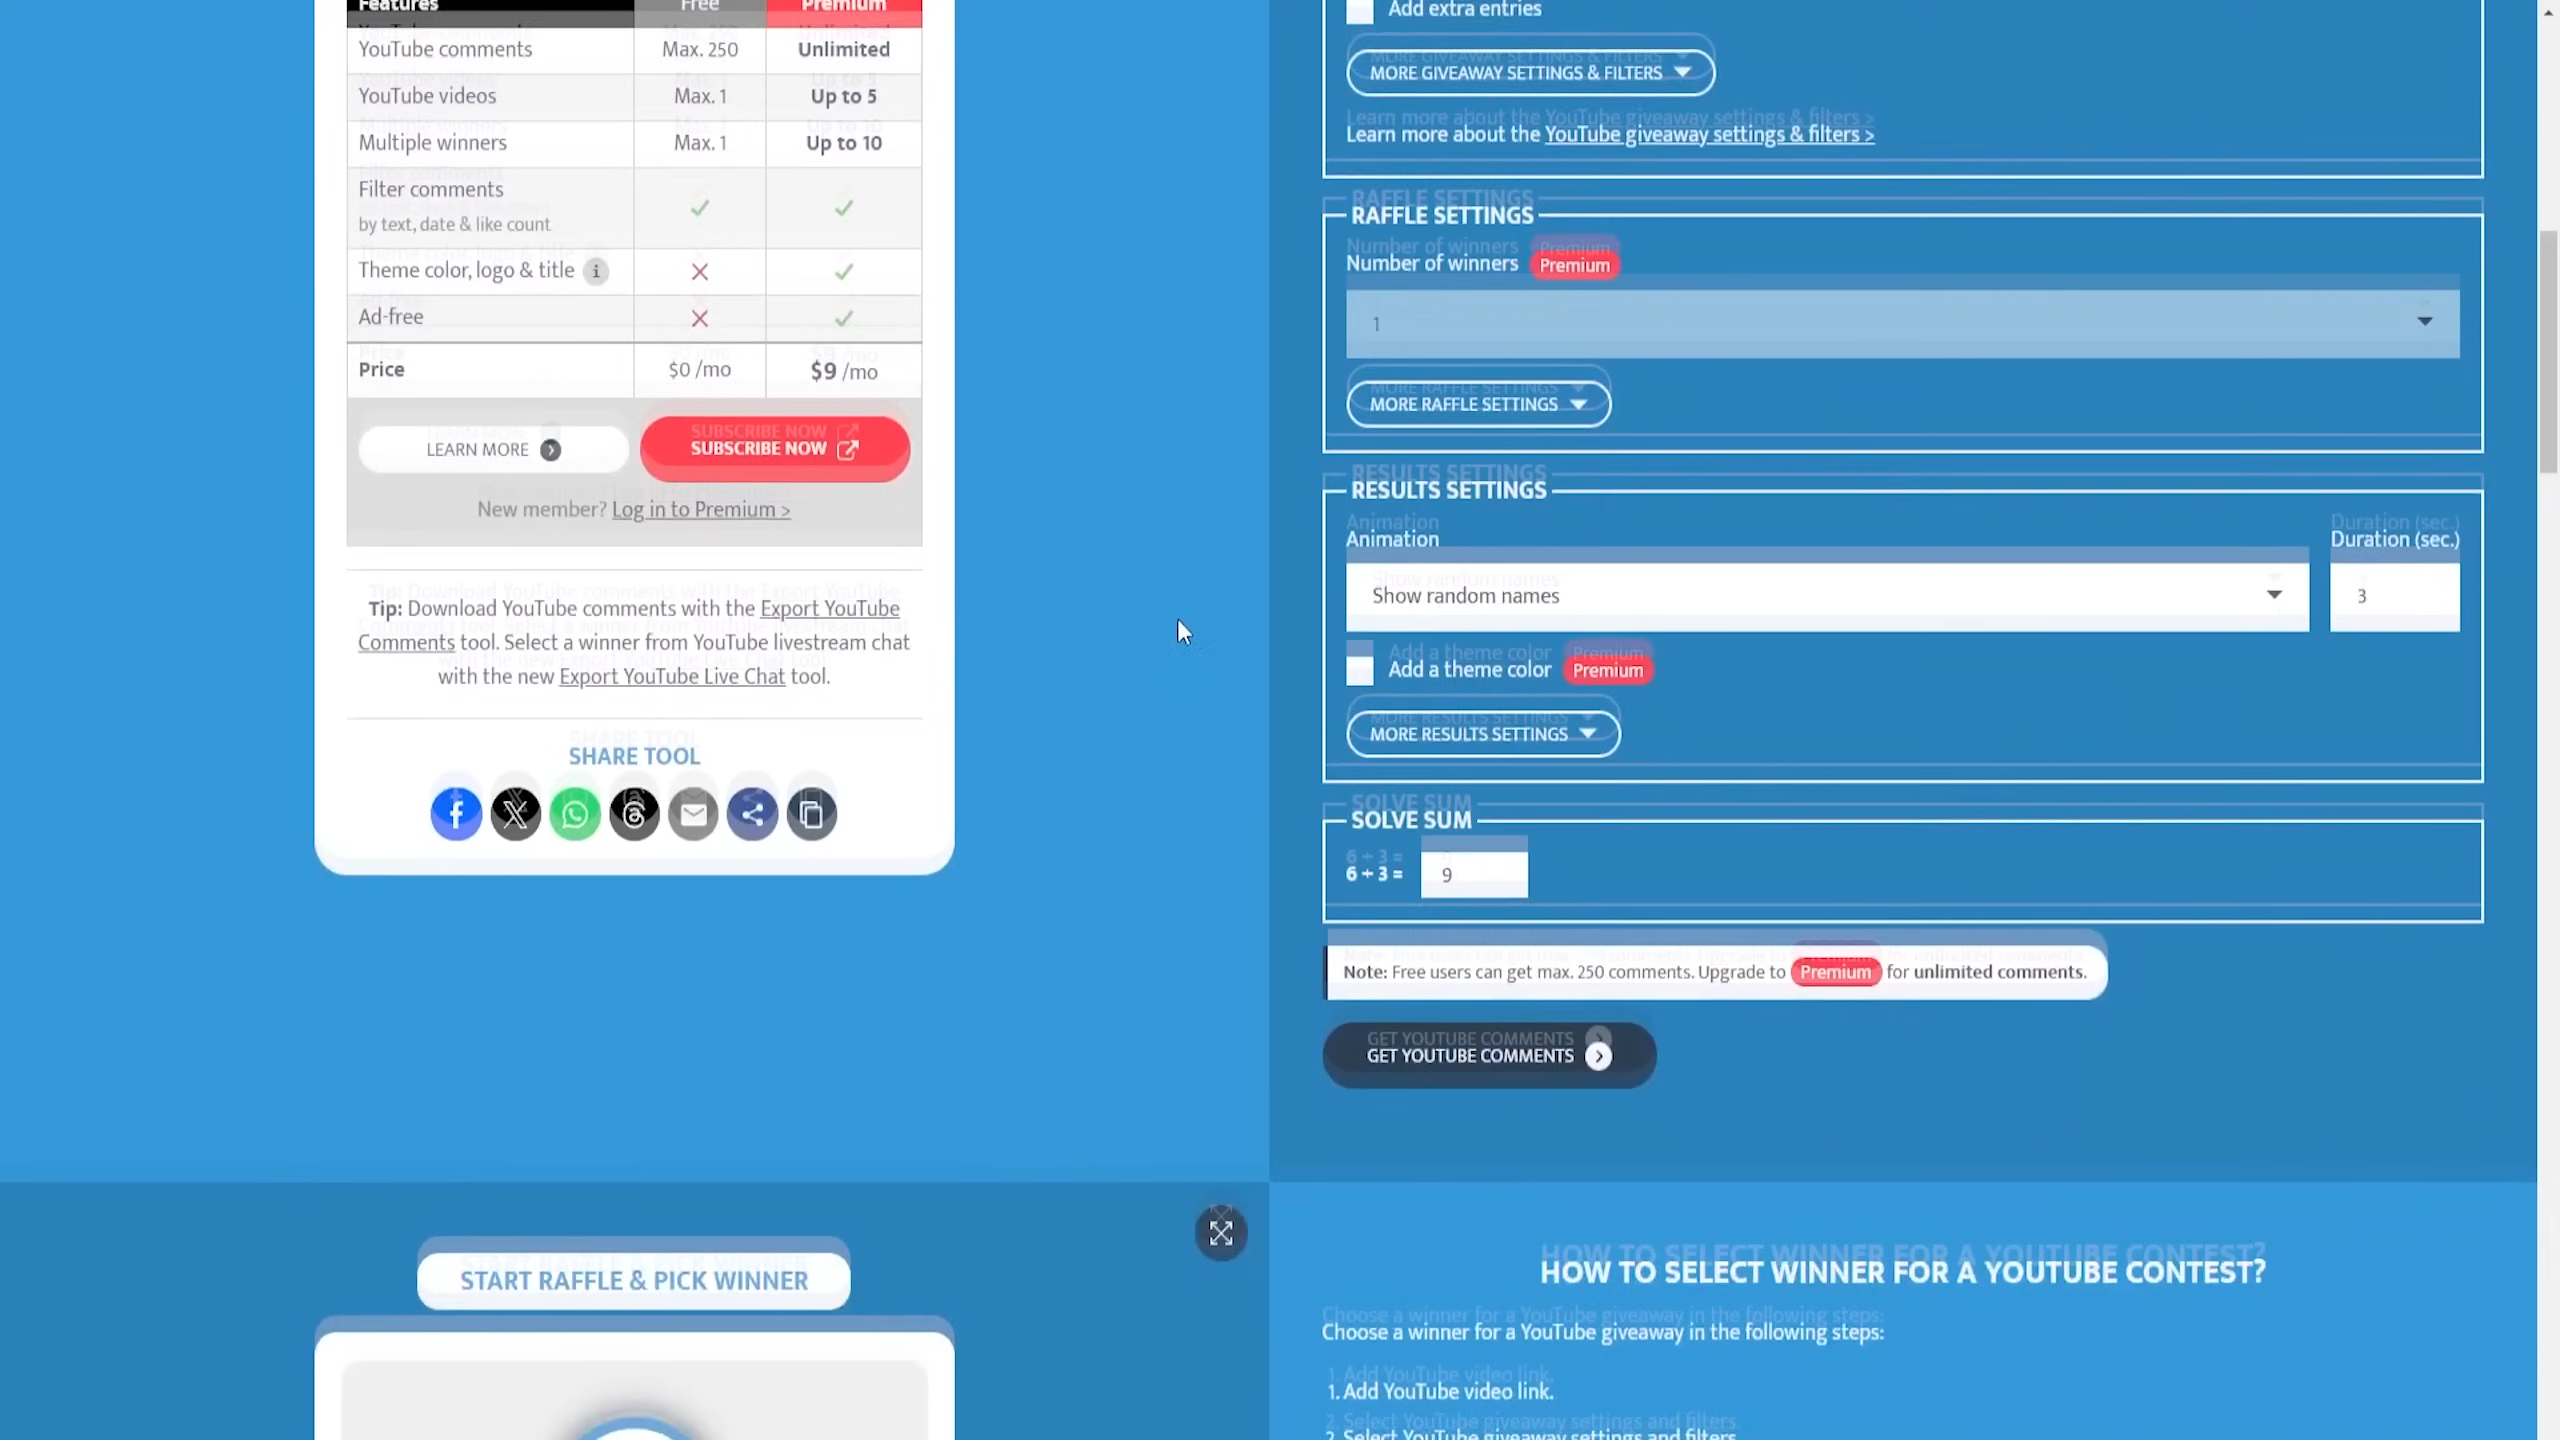 Features Free Premium
YouTube comments Max. 250 Unlimited
YouTube videos Max. 1 Up to 5
Multiple winners Max. 1 Up to 10
Filter comments
by text, date & like count
Theme color, logo & title i
Ad-free
Price $0 /mo $9 /mo
LEARN MORE
SUBSCRIBE NOW
New member? Log in to Premium >
Tip: Download YouTube comments with the Export YouTube
Comments tool. Select a winner from YouTube livestream chat
with the new Export YouTube Live Chat tool.
SHARE TOOL
START RAFFLE & PICK WINNER
Add extra entries
MORE GIVEAWAY SETTINGS & FILTERS
Learn more about the YouTube giveaway settings & filters >
RAFFLE SETTINGS
Number of winners Premium
1
MORE RAFFLE SETTINGS
RESULTS SETTINGS
Animation Duration (sec.)
Show random names 3
Add a theme color Premium
MORE RESULTS SETTINGS
SOLVE SUM
6 + 3 = 9
Note: Free users can get max. 250 comments. Upgrade to Premium for unlimited comments.
GET YOUTUBE COMMENTS
HOW TO SELECT WINNER FOR A YOUTUBE CONTEST?
Choose a winner for a YouTube giveaway in the following steps:
1. Add YouTube video link.
2. Select YouTube giveaway settings and filters.